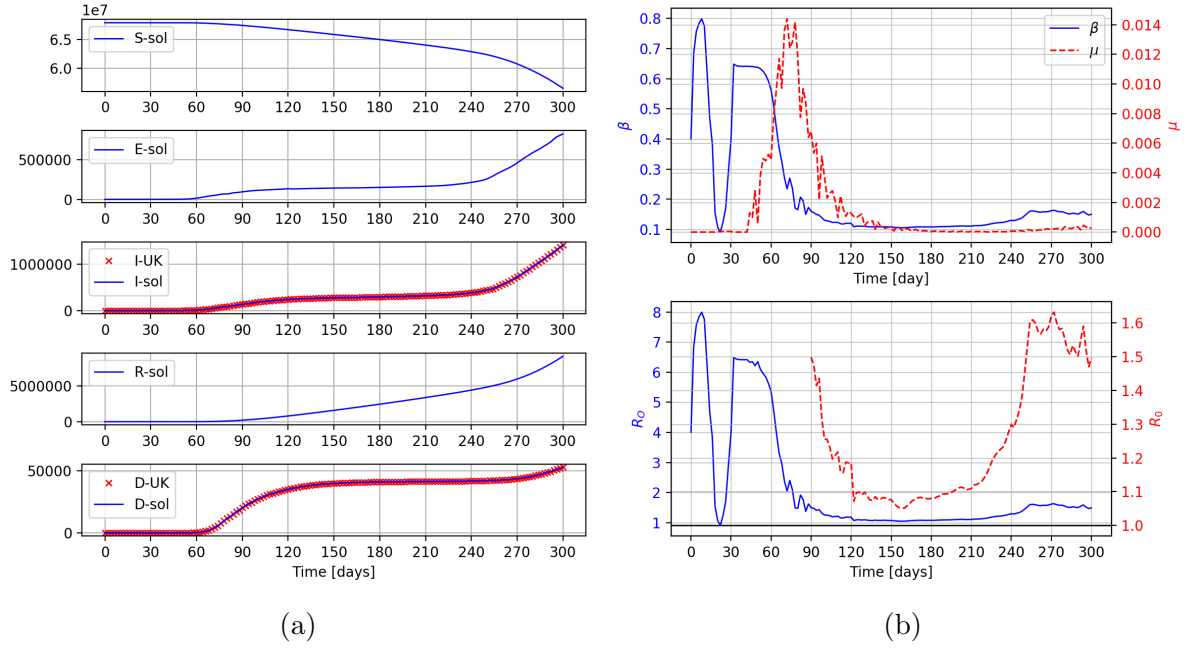 1e7
6.5
6.0
S-sol
0 30 60 90 120 150 180 210 240 270 300
500000
0
E-sol
0 30 60 90 120 150 180 210 240 270 300
1000000
0
I-UK
I-sol
0 30 60 90 120 150 180 210 240 270 300
5000000
0
R-sol
0 30 60 90 120 150 180 210 240 270 300
50000
0
D-UK
D-sol
0 30 60 90 120 150 180 210 240 270 300
Time [days]
(a)
0.8
0.7
0.6
0.5
0.4
0.3
0.2
0.1
β
β
μ
0.014
0.012
0.010
0.008
0.006
0.004
0.002
0.000
μ
0 30 60 90 120 150 180 210 240 270 300
Time [day]
8
7
6
5
4
3
2
1
R_O
1.6
1.5
1.4
1.3
1.2
1.1
1.0
R_0
0 30 60 90 120 150 180 210 240 270 300
Time [day]
(b)